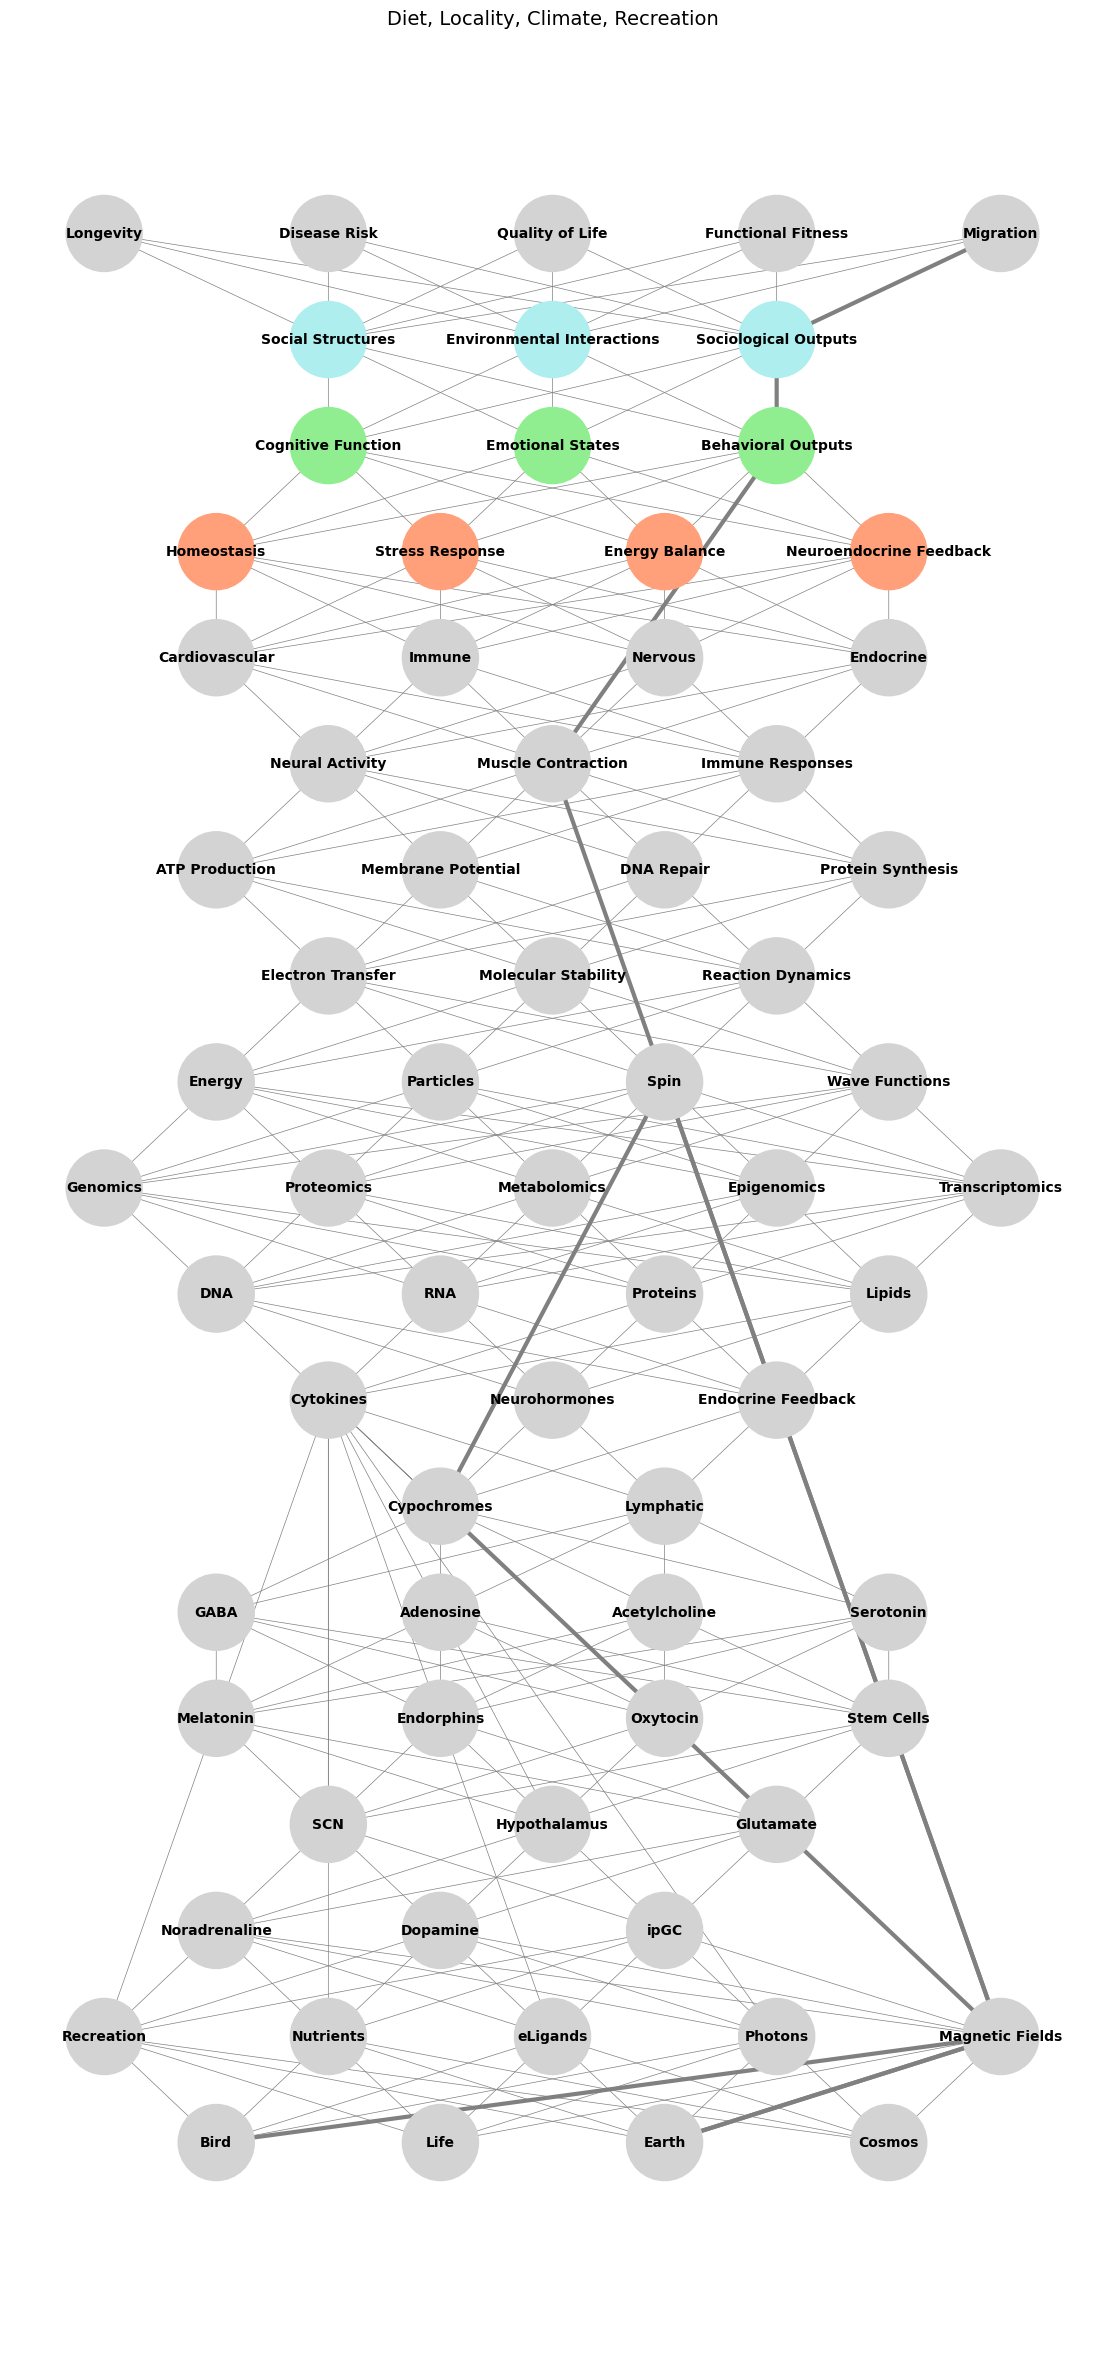 Diet, Locality, Climate, Recreation
Longevity Disease Risk Quality of Life Functional Fitness Migration
Social Structures Environmental Interactions Sociological Outputs
Cognitive Function Emotional States Behavioral Outputs
Homeostasis Stress Response Energy Balance Neuroendocrine Feedback
Cardiovascular Immune Nervous Endocrine
Neural Activity Muscle Contraction Immune Responses
ATP Production Membrane Potential DNA Repair Protein Synthesis
Electron Transfer Molecular Stability Reaction Dynamics
Energy Particles Spin Wave Functions
Genomics Proteomics Metabolomics Epigenomics Transcriptomics
DNA RNA Proteins Lipids
Cytokines Neurohormones Endocrine Feedback
Cypochromes Lymphatic
GABA Adenosine Acetylcholine Serotonin
Melatonin Endorphins Oxytocin Stem Cells
SCN Hypothalamus Glutamate
Noradrenaline Dopamine ipGC
Recreation Nutrients eLigands Photons Magnetic Fields
Bird Life Earth Cosmos